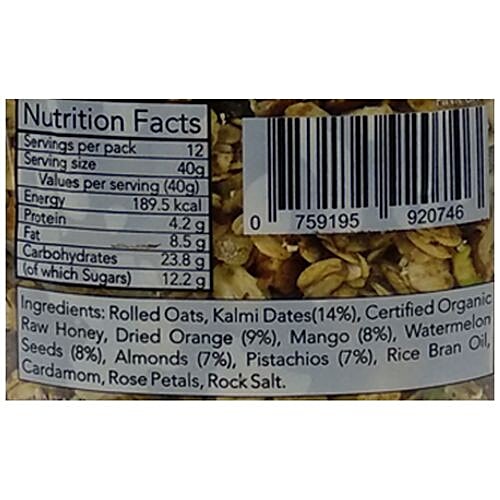 Nutrition Facts
Servings per pack 12
Serving size 40g
Values per serving (40g)
Energy 189.5 kcal
Protein 4.2 g
Fat 8.5 g
Carbohydrates 23.8 g
(of which Sugars) 12.2 g
0 759195 920746
Ingredients: Rolled Oats, Kalmi Dates(14%), Certified Organic
Raw Honey, Dried Orange (9%), Mango (8%), Watermelon
Seeds (8%), Almonds (7%), Pistachios (7%), Rice Bran Oil,
Cardamom, Rose Petals, Rock Salt.